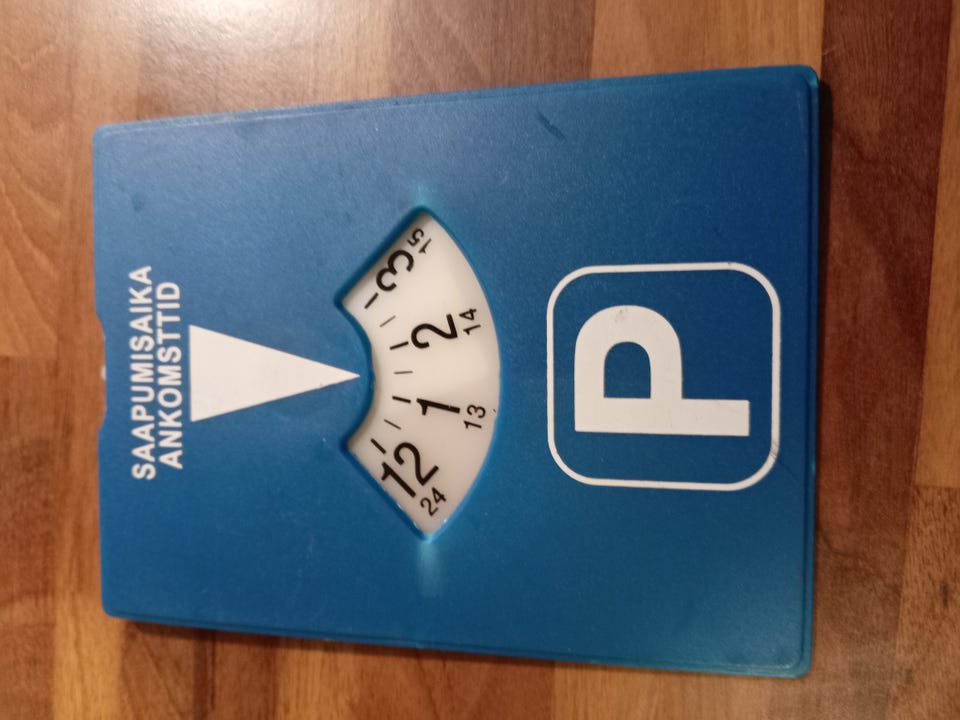 SAAPUMISAIKA
ANKOMSTTID
12 1 2 3
24 13 14 15
P